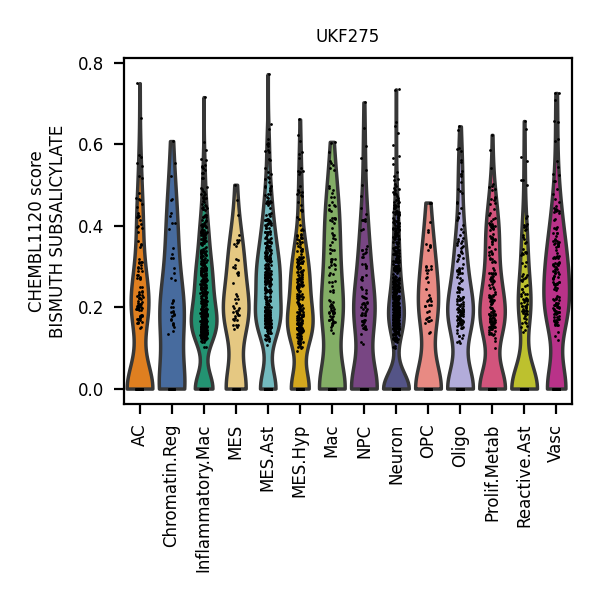 UKF275
CHEMBL1120 score
BISMUTH SUBSALICYLATE
0.8
0.6
0.4
0.2
0.0
AC
Chromatin.Reg
Inflammatory.Mac
MES
MES.Ast
MES.Hyp
Mac
NPC
Neuron
OPC
Oligo
Prolif.Metab
Reactive.Ast
Vasc